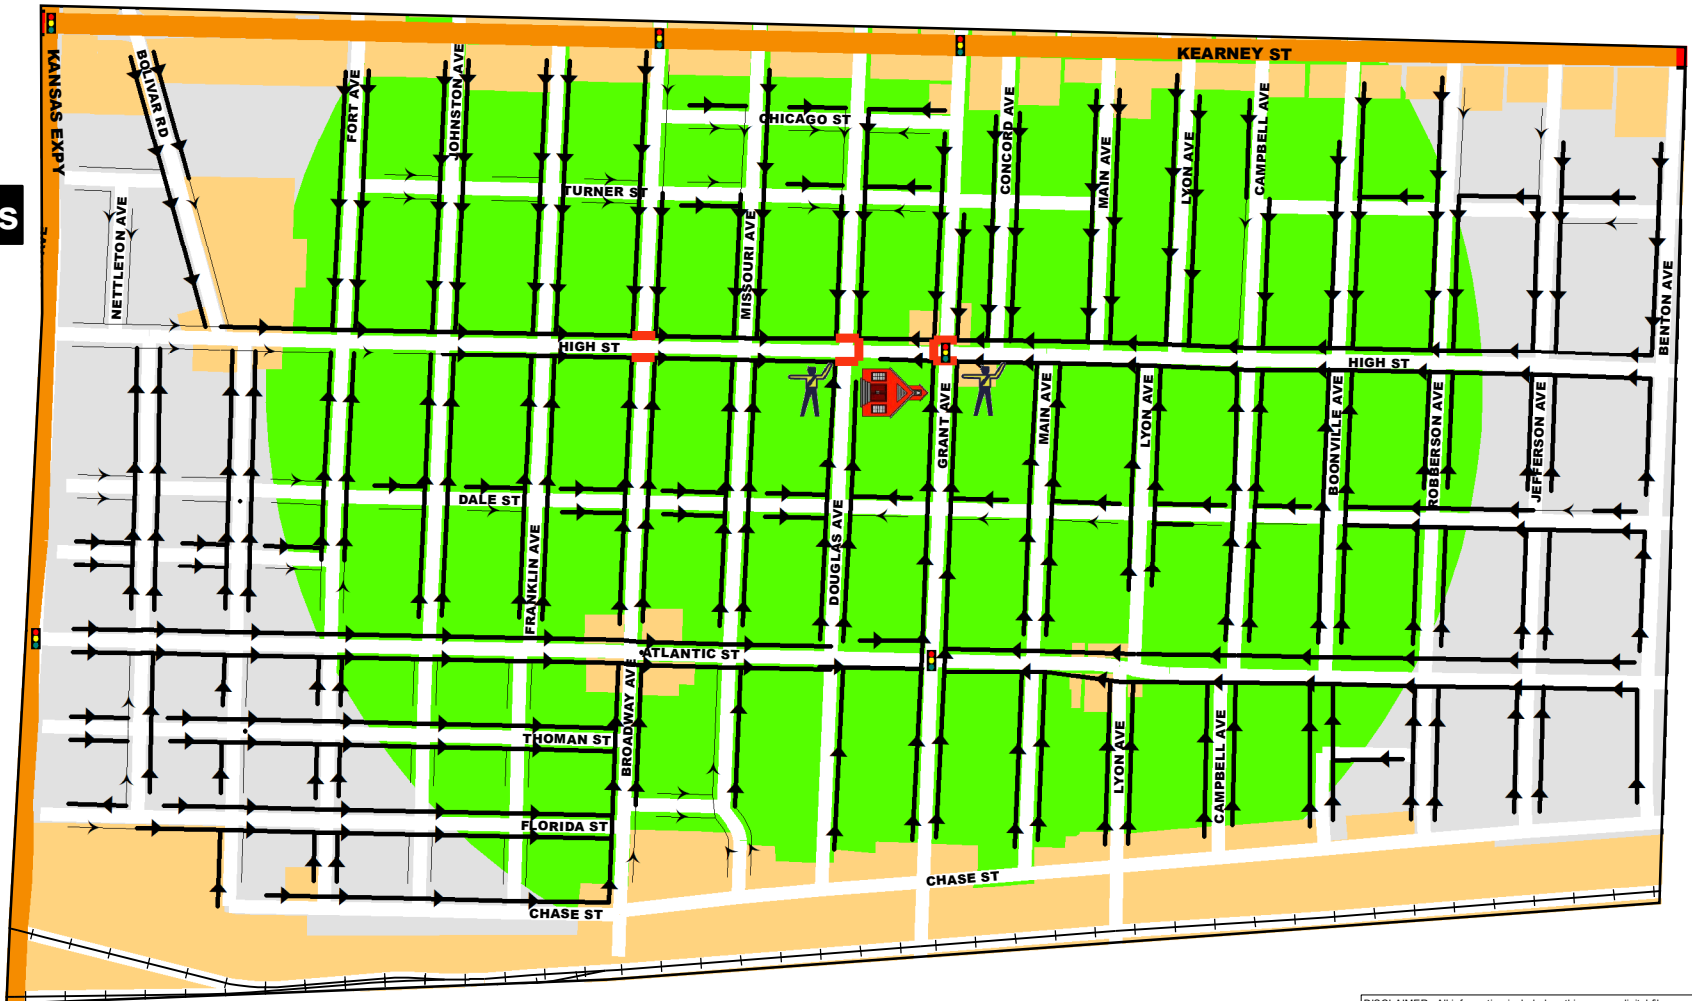 KEARNEY ST
KANSAS EXPY
BOLIVAR RD
FORT AVE
JOHNSTON AVE
CHICAGO ST
CONCORD AVE
MAIN AVE
LYON AVE
CAMPBELL AVE
TURNER ST
S
NETTLETON AVE
MISSOURI AVE
BENTON AVE
HIGH ST
HIGH ST
GRANT AVE
MAIN AVE
LYON AVE
BOONVILLE AVE
ROBBERSON AVE
JEFFERSON AVE
DALE ST
DOUGLAS AVE
FRANKLIN AVE
ATLANTIC ST
BROADWAY AVE
THOMAN ST
LYON AVE
CAMPBELL AVE
FLORIDA ST
CHASE ST
CHASE ST